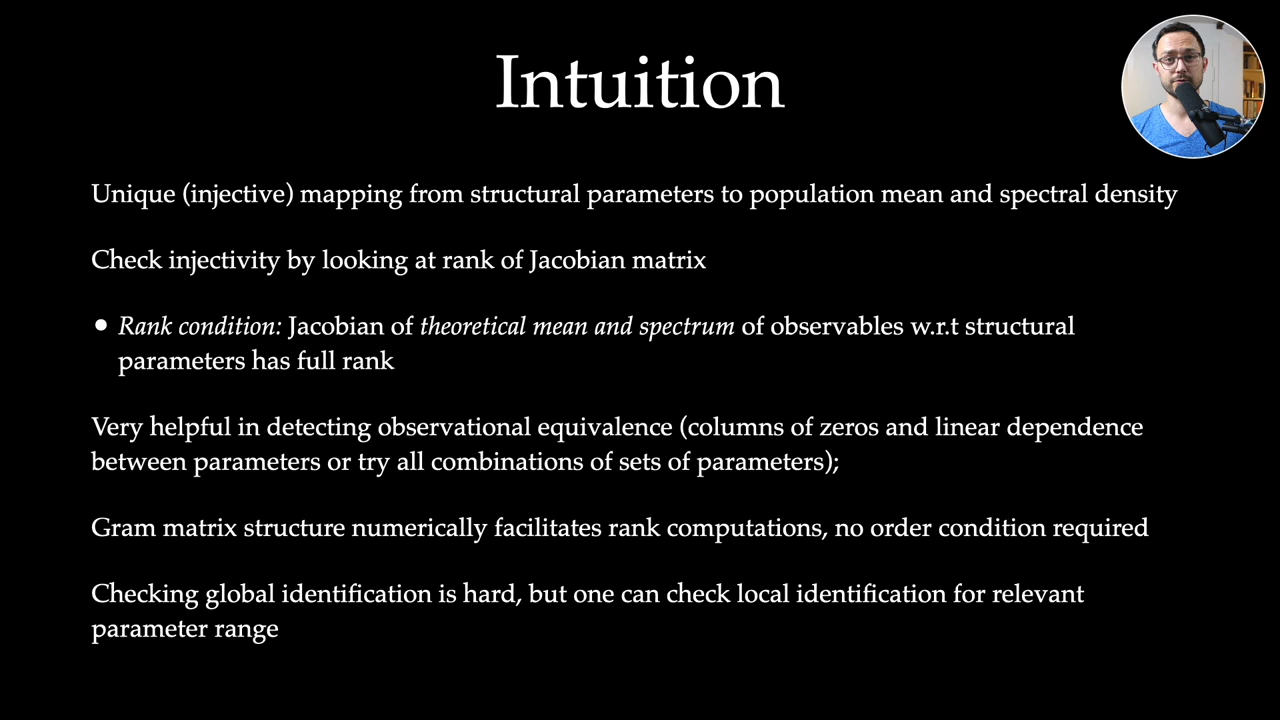 Intuition
Unique (injective) mapping from structural parameters to population mean and spectral density
Check injectivity by looking at rank of Jacobian matrix
• Rank condition: Jacobian of theoretical mean and spectrum of observables w.r.t structural
parameters has full rank
Very helpful in detecting observational equivalence (columns of zeros and linear dependence
between parameters or try all combinations of sets of parameters);
Gram matrix structure numerically facilitates rank computations, no order condition required
Checking global identification is hard, but one can check local identification for relevant
parameter range